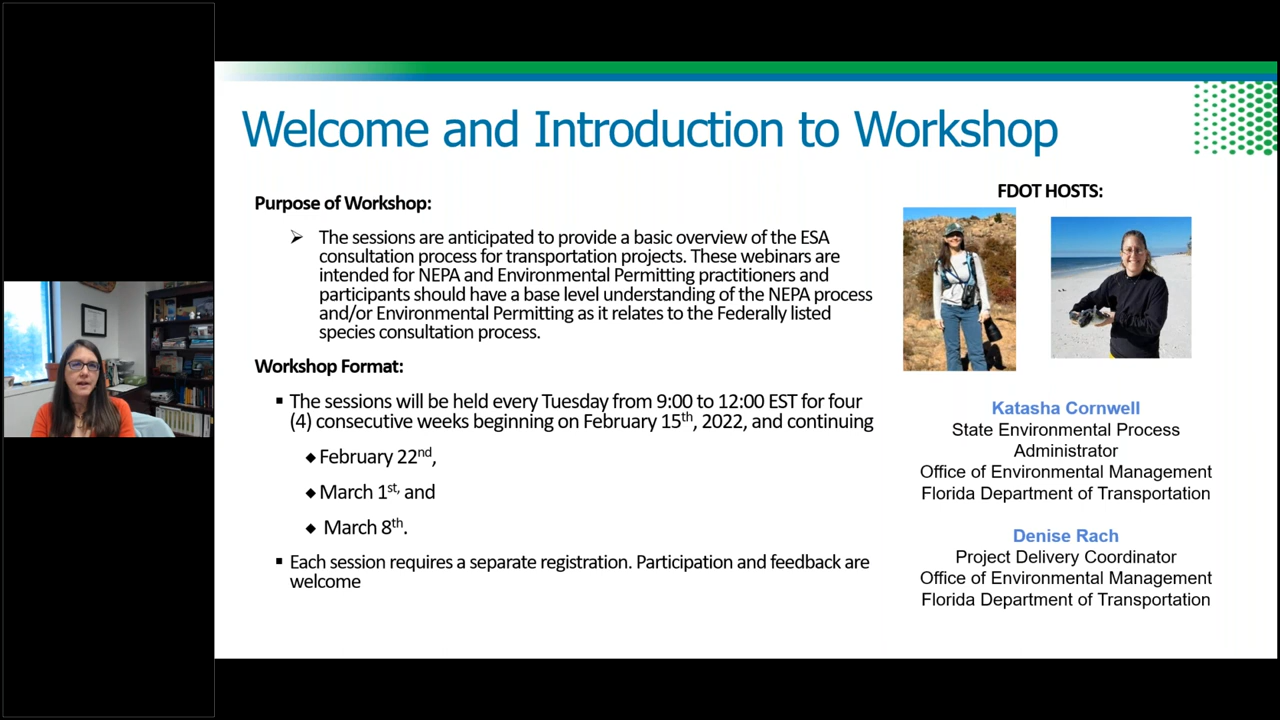 Welcome and Introduction to Workshop
Purpose of Workshop:
➢ The sessions are anticipated to provide a basic overview of the ESA
consultation process for transportation projects. These webinars are
intended for NEPA and Environmental Permitting practitioners and
participants should have a base level understanding of the NEPA process
and/or Environmental Permitting as it relates to the Federally listed
species consultation process.
Workshop Format:
▪ The sessions will be held every Tuesday from 9:00 to 12:00 EST for four
(4) consecutive weeks beginning on February 15th, 2022, and continuing
◆ February 22nd,
◆ March 1st, and
◆ March 8th.
▪ Each session requires a separate registration. Participation and feedback are
welcome
FDOT HOSTS:
Katasha Cornwell
State Environmental Process
Administrator
Office of Environmental Management
Florida Department of Transportation
Denise Rach
Project Delivery Coordinator
Office of Environmental Management
Florida Department of Transportation